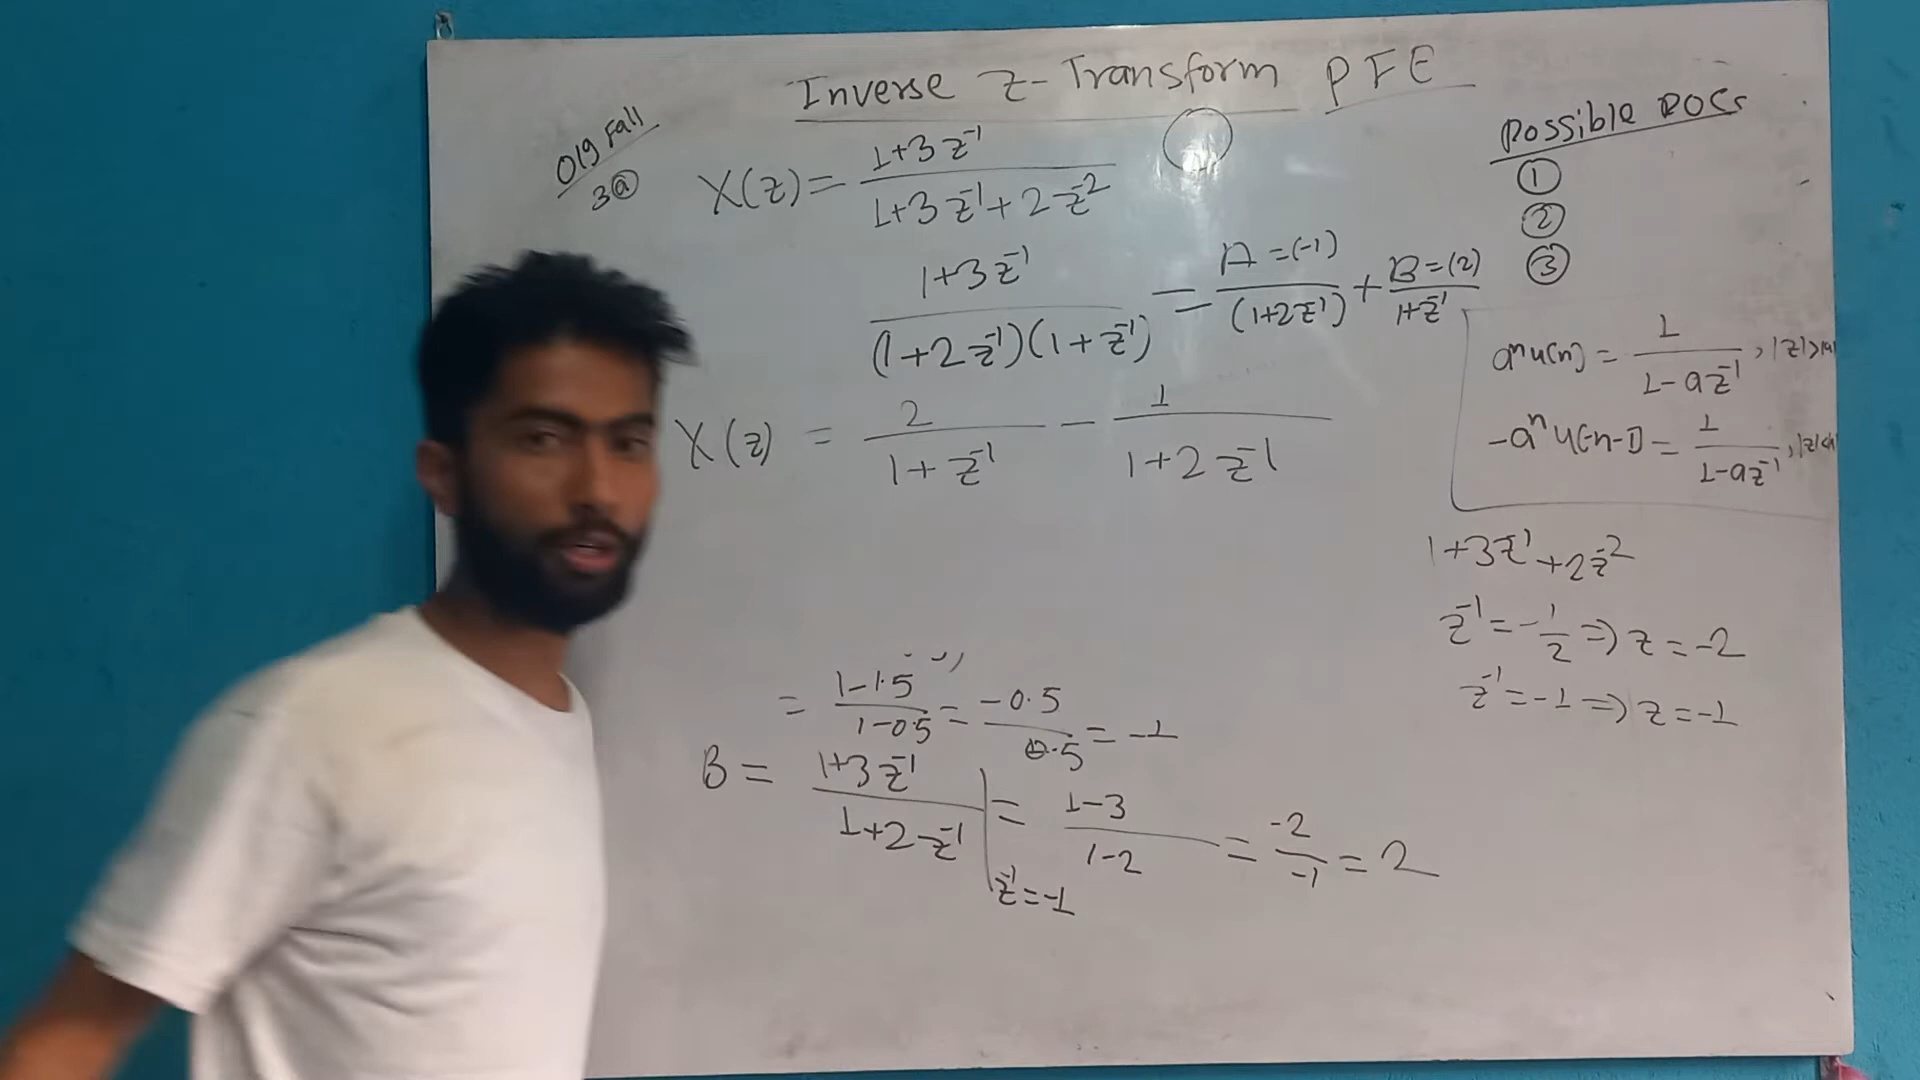 Inverse z-Transform PFE
019 Fall
3ⓐ
X(z) = (1+3z⁻¹)/(1+3z⁻¹+2z⁻²)
(1+3z⁻¹)/((1+2z⁻¹)(1+z⁻¹)) = A=(-1)/(1+2z⁻¹) + B=(2)/(1+z⁻¹)
X(z) = 2/(1+z⁻¹) - 1/(1+2z⁻¹)
= (1-1.5)/(1-0.5) = -0.5/0.5 = -1
B = (1+3z⁻¹)/(1+2z⁻¹)|z⁻¹=-1 = (1-3)/(1-2) = -2/-1 = 2
Possible ROCs
①
②
③
aⁿu(n) = 1/(1-az⁻¹), |z|>|a|
-aⁿu(-n-1) = 1/(1-az⁻¹), |z|<|a
1+3z⁻¹+2z⁻²
z⁻¹ = -1/2 ⇒ z = -2
z⁻¹ = -1 ⇒ z = -1